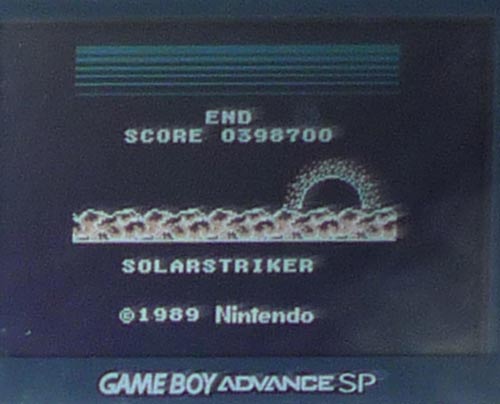 END
SCORE 0398700
SOLARSTRIKER
©1989 Nintendo
GAME BOY ADVANCE SP